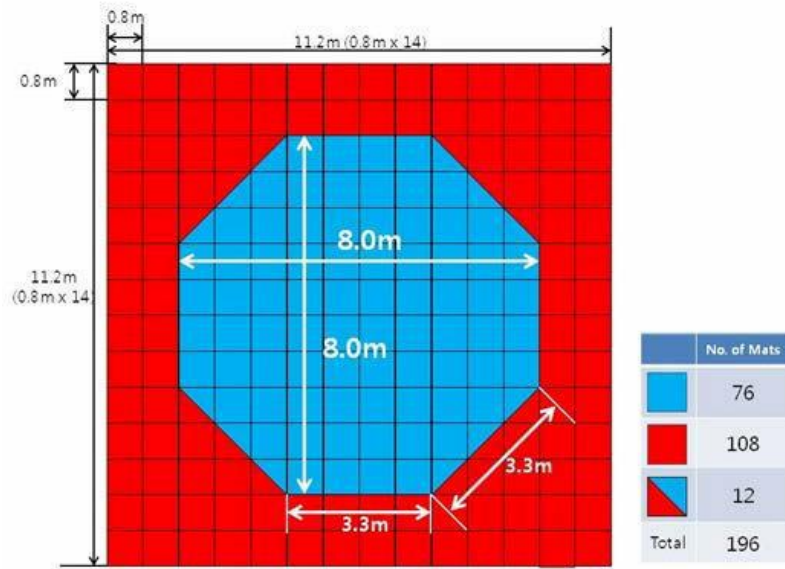 0.8m
11.2m (0.8m x 14)
0.8m
8.0m
11.2m
(0.8m x 14)
8.0m
3.3m
3.3m
No. of Mats
76
108
12
Total 196